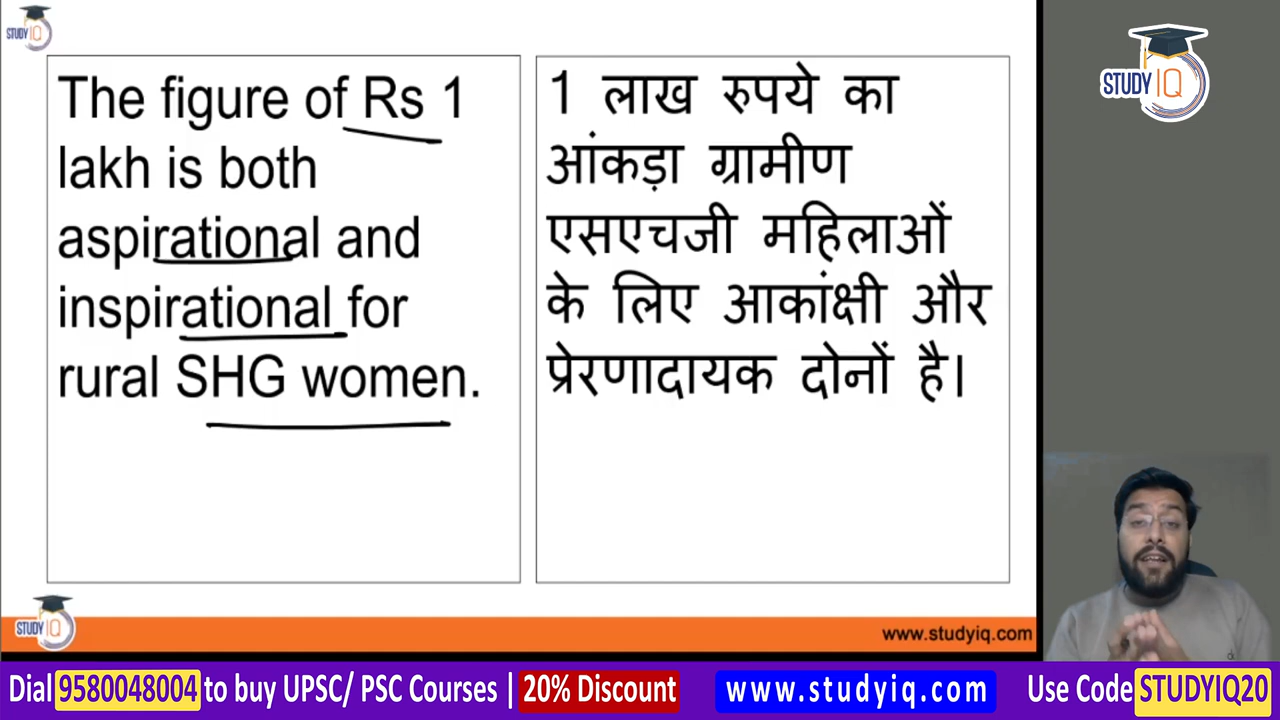 STUDY IQ
The figure of Rs 1
lakh is both
aspirational and
inspirational for
rural SHG women.
1 लाख रुपये का
आंकड़ा ग्रामीण
एसएचजी महिलाओं
के लिए आकांक्षी और
प्रेरणादायक दोनों है।
STUDY IQ
STUDY IQ
www.studyiq.com
Dial 9580048004 to buy UPSC/ PSC Courses | 20% Discount www.studyiq.com Use Code STUDYIQ20